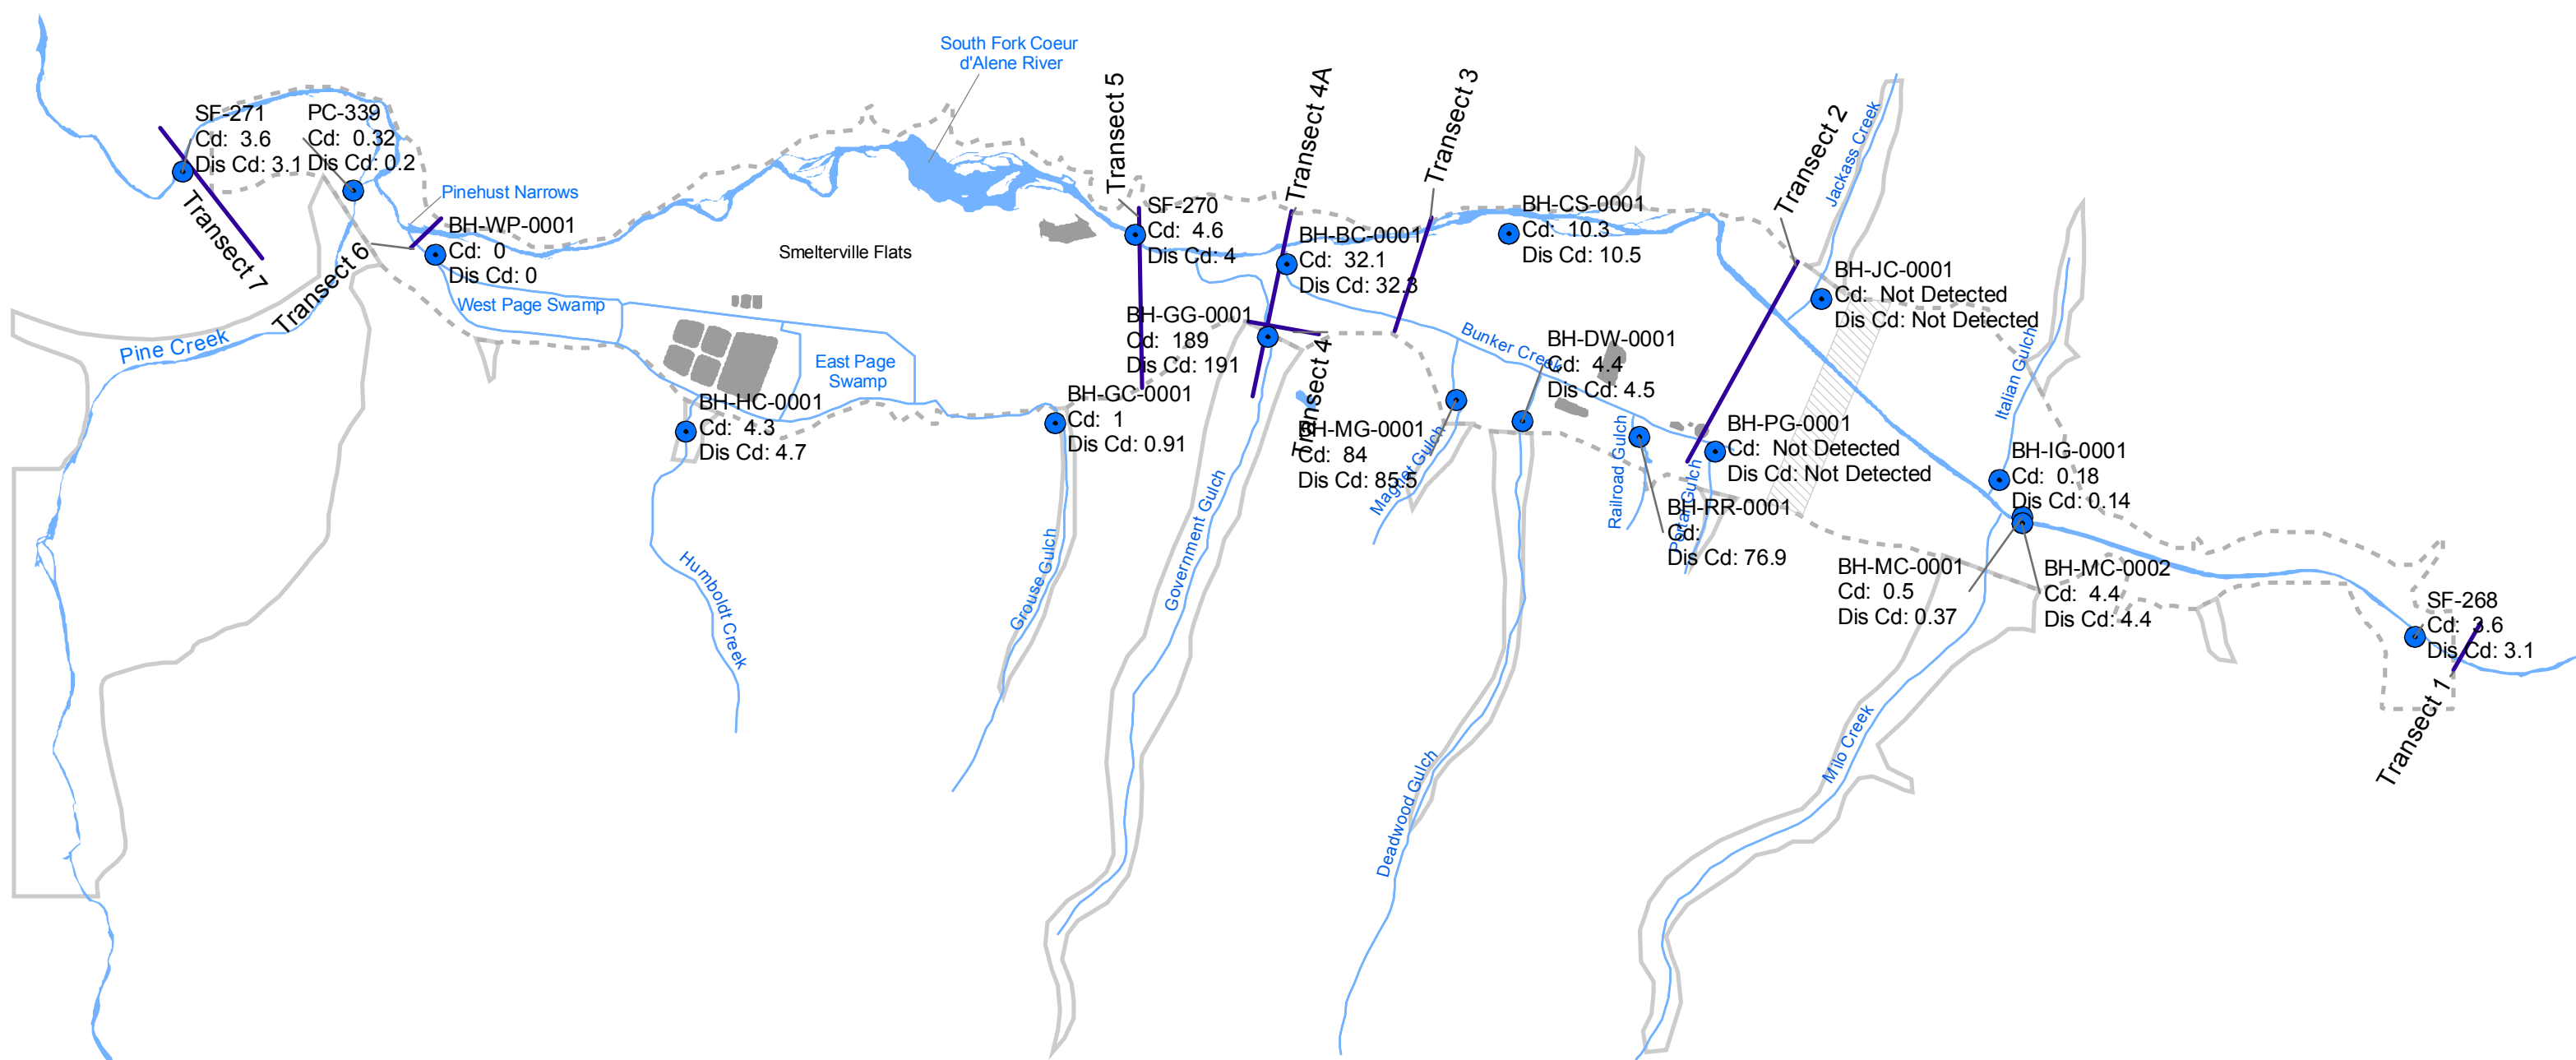 South Fork Coeur
d'Alene River
Transect 5
Transect 4A
Transect 3
Transect 2
Jackass Creek
SF-271
Cd:  3.6
Dis Cd: 3.1
PC-339
Cd:  0.32
Dis Cd: 0.2
Transect 7
Pinehust Narrows
BH-WP-0001
Cd:  0
Dis Cd: 0
Transect 6
West Page Swamp
Pine Creek
Smelterville Flats
East Page
Swamp
SF-270
Cd:  4.6
Dis Cd: 4
BH-BC-0001
Cd:  32.1
Dis Cd: 32.3
BH-CS-0001
Cd:  10.3
Dis Cd: 10.5
BH-JC-0001
Cd:  Not Detected
Dis Cd: Not Detected
BH-GG-0001
Cd:  189
Dis Cd: 191
Transect 4
Bunker Creek
BH-DW-0001
Cd:  4.4
Dis Cd: 4.5
Italian Gulch
BH-HC-0001
Cd:  4.3
Dis Cd: 4.7
BH-GC-0001
Cd:  1
Dis Cd: 0.91
BH-MG-0001
Cd:  84
Dis Cd: 85.5
Magnet Gulch
Railroad Gulch
Portal Gulch
BH-PG-0001
Cd:  Not Detected
Dis Cd: Not Detected
BH-IG-0001
Cd:  0.18
Dis Cd: 0.14
BH-RR-0001
Cd:
Dis Cd: 76.9
BH-MC-0001
Cd:  0.5
Dis Cd: 0.37
BH-MC-0002
Cd:  4.4
Dis Cd: 4.4
SF-268
Cd:  3.6
Dis Cd: 3.1
Transect 1
Humboldt Creek
Grouse Gulch
Government Gulch
Deadwood Gulch
Milo Creek